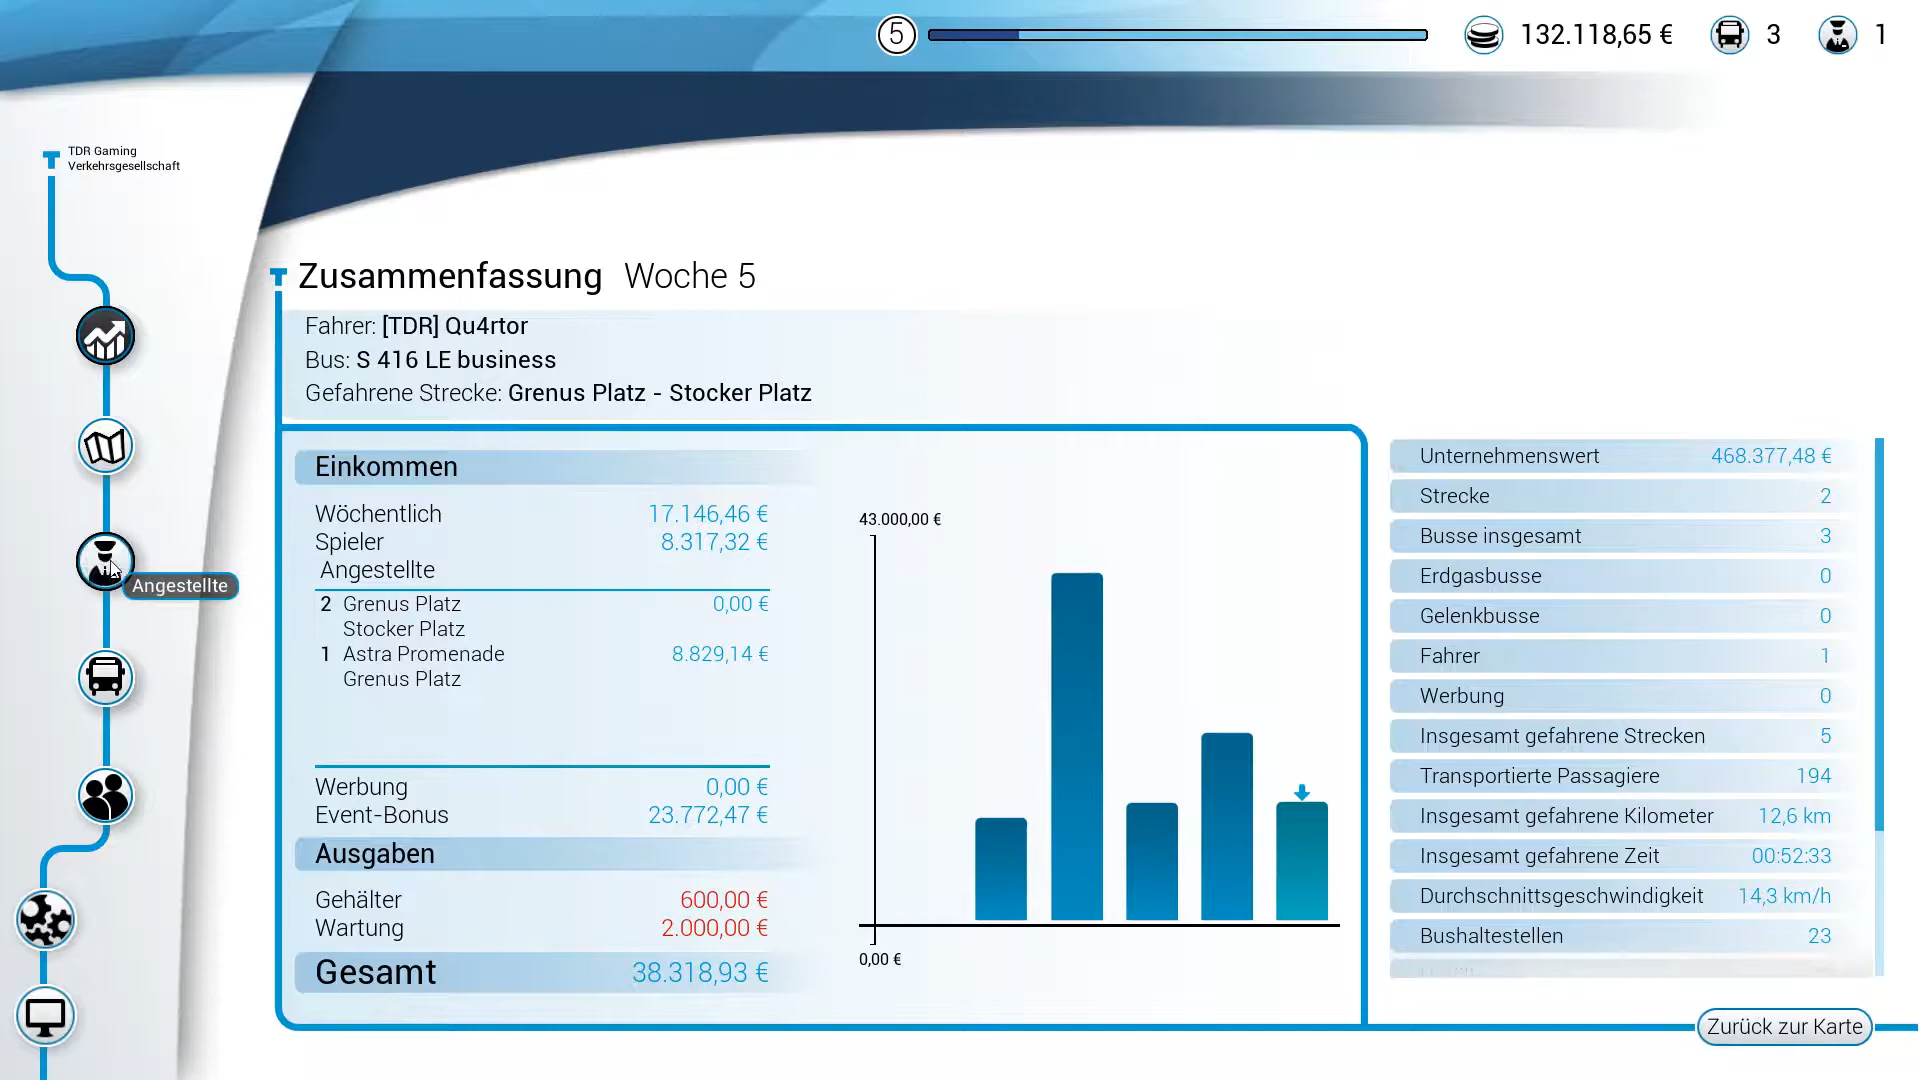 5
132.118,65 €
3
1
TDR Gaming
Verkehrsgesellschaft
Zusammenfassung Woche 5
Fahrer: [TDR] Qu4rtor
Bus: S 416 LE business
Gefahrene Strecke: Grenus Platz - Stocker Platz
Angestellte
Einkommen
Wöchentlich 17.146,46 €
Spieler 8.317,32 €
Angestellte
2 Grenus Platz 0,00 €
Stocker Platz
1 Astra Promenade 8.829,14 €
Grenus Platz
Werbung 0,00 €
Event-Bonus 23.772,47 €
Ausgaben
Gehälter 600,00 €
Wartung 2.000,00 €
Gesamt 38.318,93 €
43.000,00 €
0,00 €
Unternehmenswert 468.377,48 €
Strecke 2
Busse insgesamt 3
Erdgasbusse 0
Gelenkbusse 0
Fahrer 1
Werbung 0
Insgesamt gefahrene Strecken 5
Transportierte Passagiere 194
Insgesamt gefahrene Kilometer 12,6 km
Insgesamt gefahrene Zeit 00:52:33
Durchschnittsgeschwindigkeit 14,3 km/h
Bushaltestellen 23
Zurück zur Karte